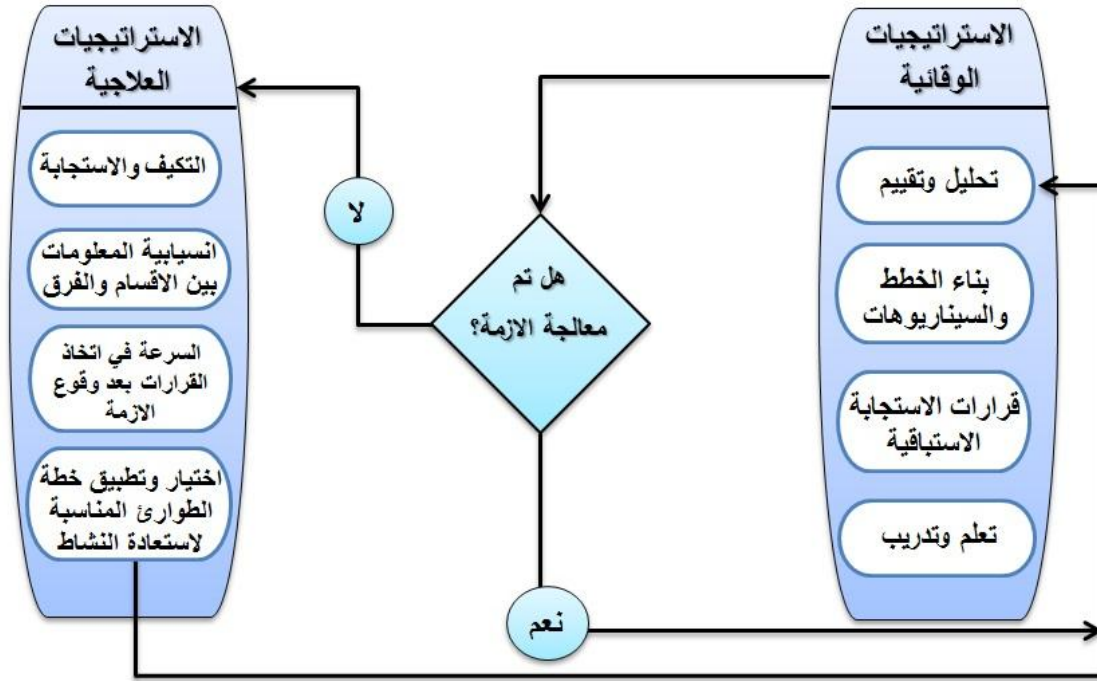 الاستراتيجيات
الوقائية
تحليل وتقييم
بناء الخطط
والسيناريوهات
قرارات الاستجابة
الاستباقية
تعلم وتدريب
هل تم
معالجة الازمة؟
لا
نعم
الاستراتيجيات
العلاجية
التكيف والاستجابة
انسيابية المعلومات
بين الاقسام والفرق
السرعة في اتخاذ
القرارات بعد وقوع
الازمة
اختيار وتطبيق خطة
الطوارئ المناسبة
لاستعادة النشاط